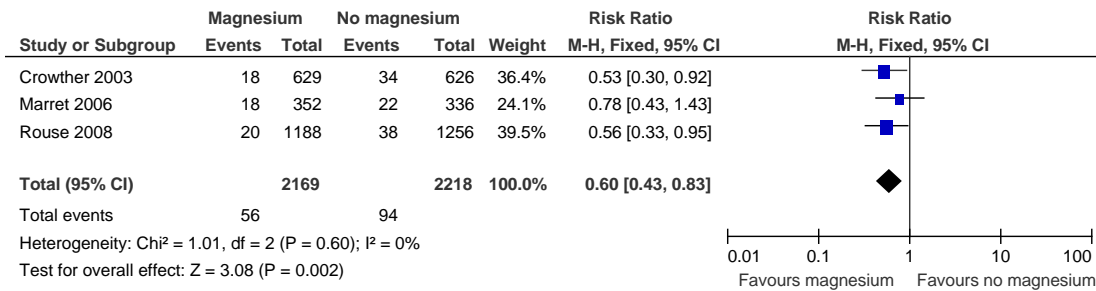 Magnesium No magnesium Risk Ratio Risk Ratio
Study or Subgroup Events Total Events Total Weight M-H, Fixed, 95% CI M-H, Fixed, 95% CI
Crowther 2003 18 629 34 626 36.4% 0.53 [0.30, 0.92]
Marret 2006 18 352 22 336 24.1% 0.78 [0.43, 1.43]
Rouse 2008 20 1188 38 1256 39.5% 0.56 [0.33, 0.95]
Total (95% CI) 2169 2218 100.0% 0.60 [0.43, 0.83]
Total events 56 94
Heterogeneity: Chi² = 1.01, df = 2 (P = 0.60); I² = 0%
Test for overall effect: Z = 3.08 (P = 0.002)
0.01 0.1 1 10 100
Favours magnesium Favours no magnesium